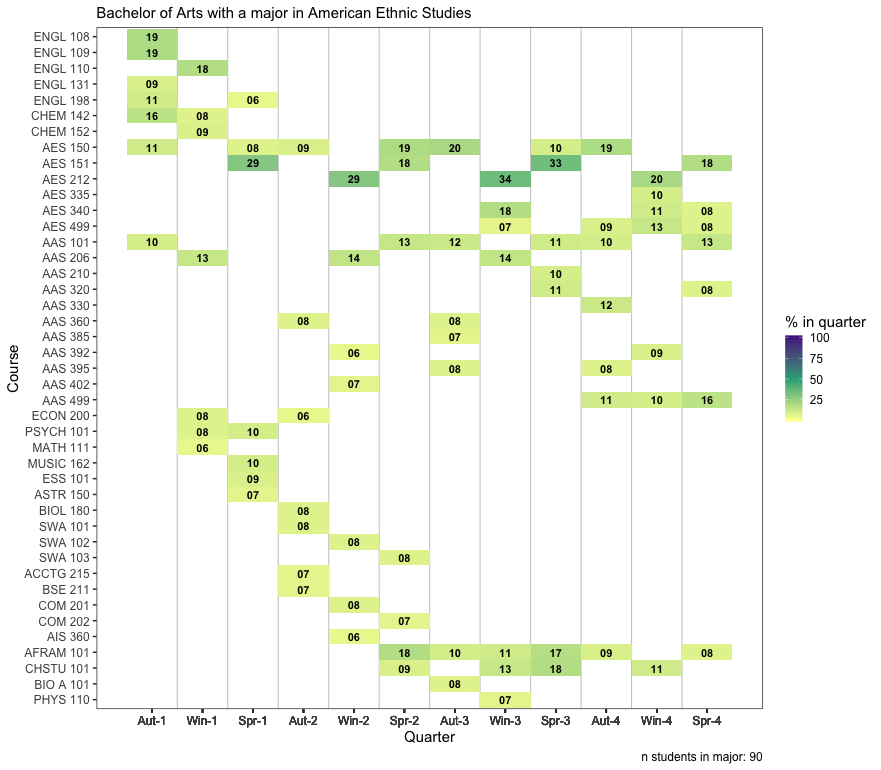 Bachelor of Arts with a major in American Ethnic Studies
ENGL 108 19
ENGL 109 19
ENGL 110 18
ENGL 131 09
ENGL 198 11 06
CHEM 142 16 08
CHEM 152 09
AES 150 11 08 09 19 20 10 19
AES 151 29 18 33 18
AES 212 29 34 20
AES 335 10
AES 340 18 11 08
AES 499 07 09 13 08
AAS 101 10 13 12 11 10 13
AAS 206 13 14 14
AAS 210 10
AAS 320 11 08
AAS 330 12
AAS 360 08 08
AAS 385 07
AAS 392 06 09
AAS 395 08 08
AAS 402 07
AAS 499 11 10 16
ECON 200 08 06
PSYCH 101 08 10
MATH 111 06
MUSIC 162 10
ESS 101 09
ASTR 150 07
BIOL 180 08
SWA 101 08
SWA 102 08
SWA 103 08
ACCTG 215 07
BSE 211 07
COM 201 08
COM 202 07
AIS 360 06
AFRAM 101 18 10 11 17 09 08
CHSTU 101 09 13 18 11
BIO A 101 08
PHYS 110 07
Course
Aut-1 Win-1 Spr-1 Aut-2 Win-2 Spr-2 Aut-3 Win-3 Spr-3 Aut-4 Win-4 Spr-4
Quarter
% in quarter
100
75
50
25
n students in major: 90